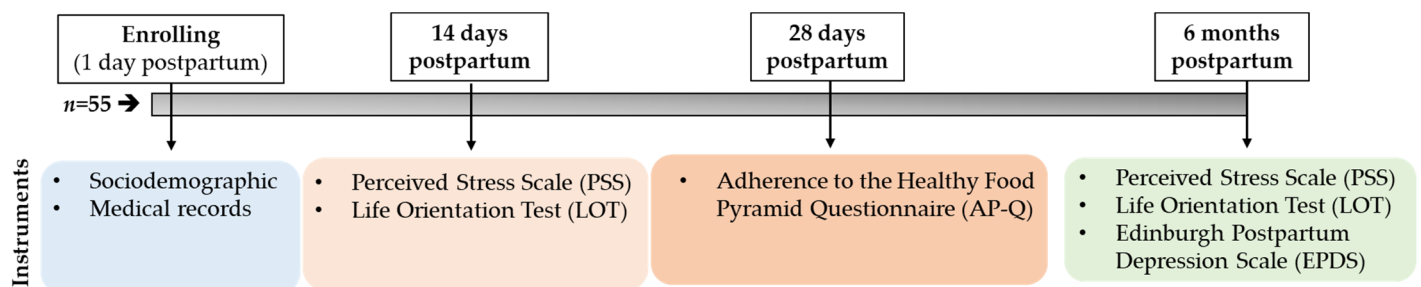 Enrolling
(1 day postpartum)
14 days
postpartum
28 days
postpartum
6 months
postpartum
n=55 ➔
Instruments
• Sociodemographic
• Medical records
• Perceived Stress Scale (PSS)
• Life Orientation Test (LOT)
• Adherence to the Healthy Food
Pyramid Questionnaire (AP-Q)
• Perceived Stress Scale (PSS)
• Life Orientation Test (LOT)
• Edinburgh Postpartum
Depression Scale (EPDS)